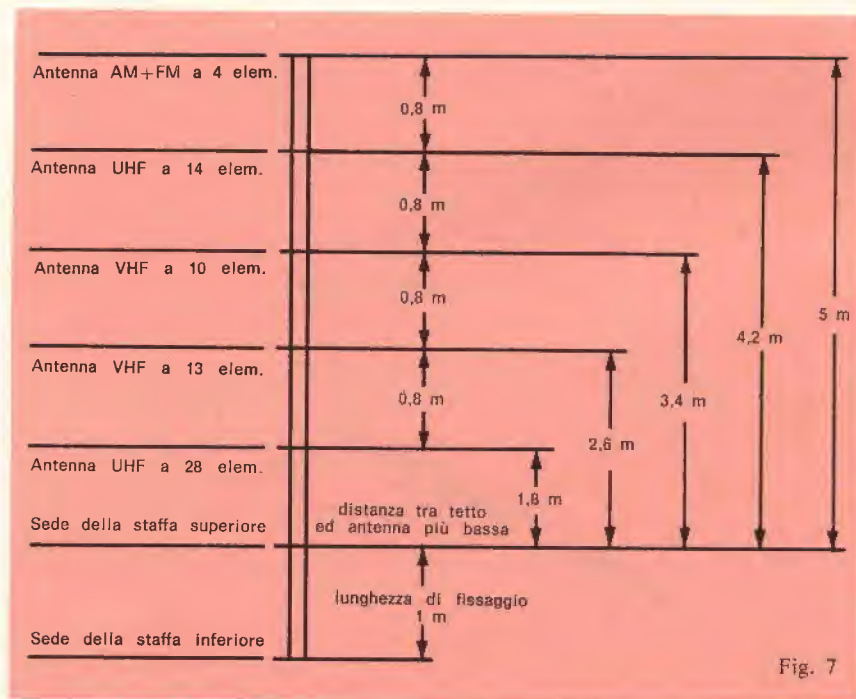 Antenna AM+FM a 4 elem.
0,8 m
Antenna UHF a 14 elem.
0,8 m
Antenna VHF a 10 elem.
0,8 m
5 m
4,2 m
Antenna VHF a 13 elem.
0,8 m
3,4 m
2,6 m
Antenna UHF a 28 elem.
1,8 m
distanza tra tetto
ed antenna più bassa
Sede della staffa superiore
lunghezza di fissaggio
1 m
Sede della staffa inferiore
Fig. 7